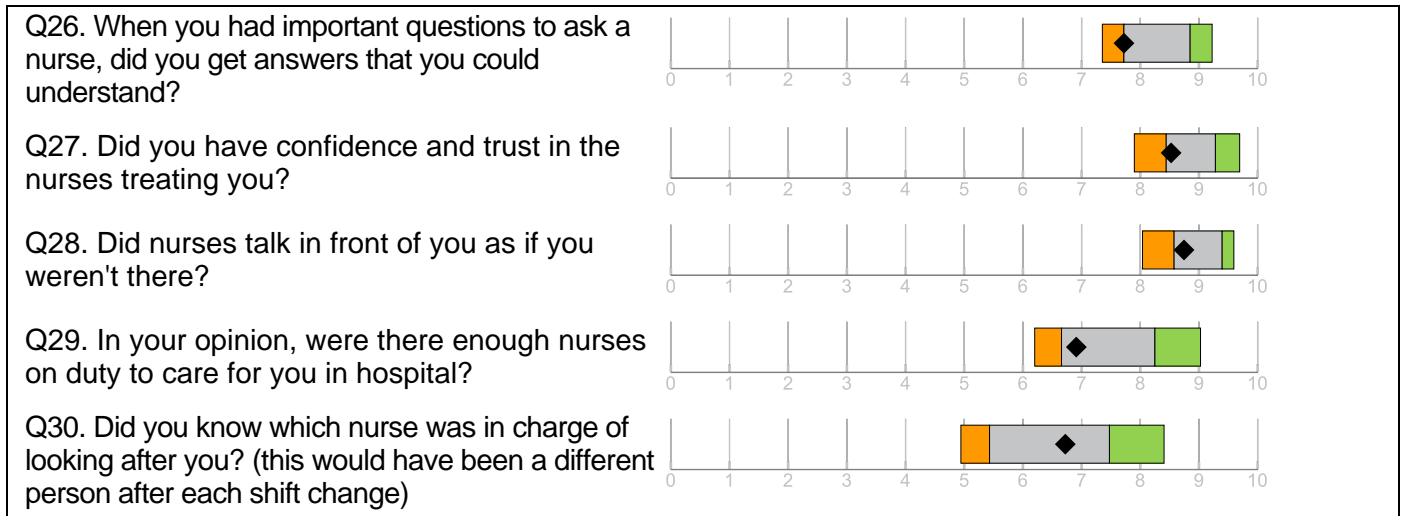 Q26. When you had important questions to ask a
nurse, did you get answers that you could
understand?
0 1 2 3 4 5 6 7 8 9 10
Q27. Did you have confidence and trust in the
nurses treating you?
0 1 2 3 4 5 6 7 8 9 10
Q28. Did nurses talk in front of you as if you
weren't there?
0 1 2 3 4 5 6 7 8 9 10
Q29. In your opinion, were there enough nurses
on duty to care for you in hospital?
0 1 2 3 4 5 6 7 8 9 10
Q30. Did you know which nurse was in charge of
looking after you? (this would have been a different
person after each shift change)
0 1 2 3 4 5 6 7 8 9 10